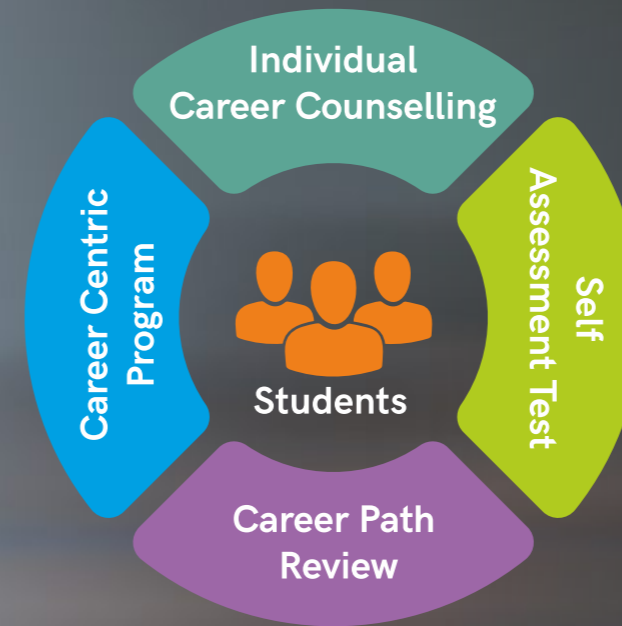 Individual
Career Counselling
Self
Assessment Test
Career Centric
Program
Students
Career Path
Review